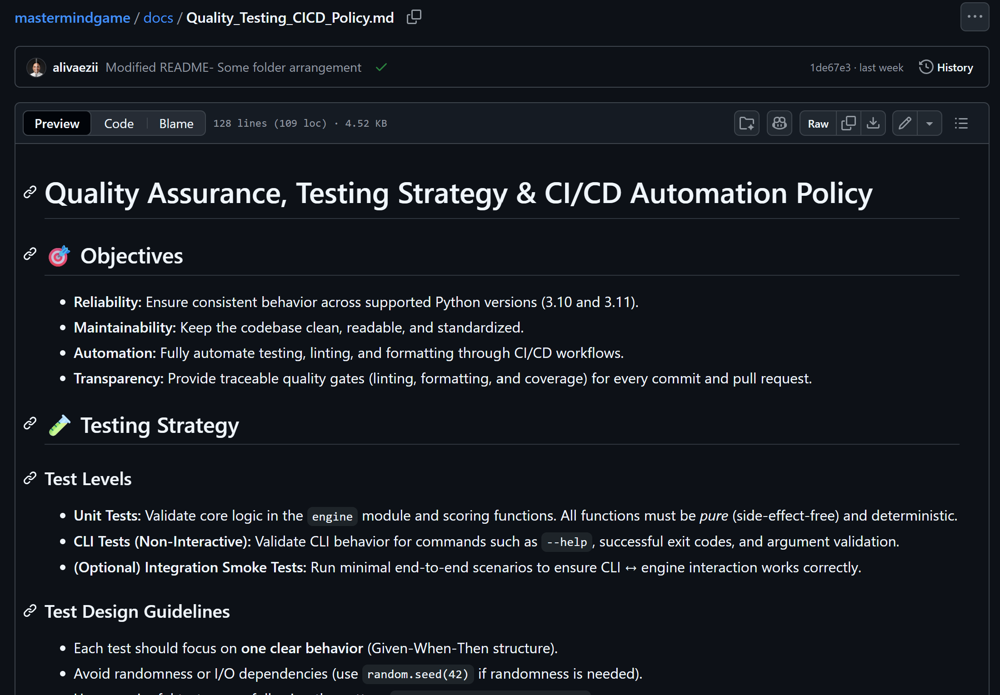 mastermindgame / docs / Quality_Testing_CICD_Policy.md
alivaezii Modified README- Some folder arrangement 1de67e3 · last week History
Preview Code Blame 128 lines (109 loc) · 4.52 KB Raw
Quality Assurance, Testing Strategy & CI/CD Automation Policy
🎯 Objectives
• Reliability: Ensure consistent behavior across supported Python versions (3.10 and 3.11).
• Maintainability: Keep the codebase clean, readable, and standardized.
• Automation: Fully automate testing, linting, and formatting through CI/CD workflows.
• Transparency: Provide traceable quality gates (linting, formatting, and coverage) for every commit and pull request.
🧪 Testing Strategy
Test Levels
• Unit Tests: Validate core logic in the engine module and scoring functions. All functions must be pure (side-effect-free) and deterministic.
• CLI Tests (Non-Interactive): Validate CLI behavior for commands such as --help, successful exit codes, and argument validation.
• (Optional) Integration Smoke Tests: Run minimal end-to-end scenarios to ensure CLI ↔ engine interaction works correctly.
Test Design Guidelines
• Each test should focus on one clear behavior (Given-When-Then structure).
• Avoid randomness or I/O dependencies (use random.seed(42) if randomness is needed).